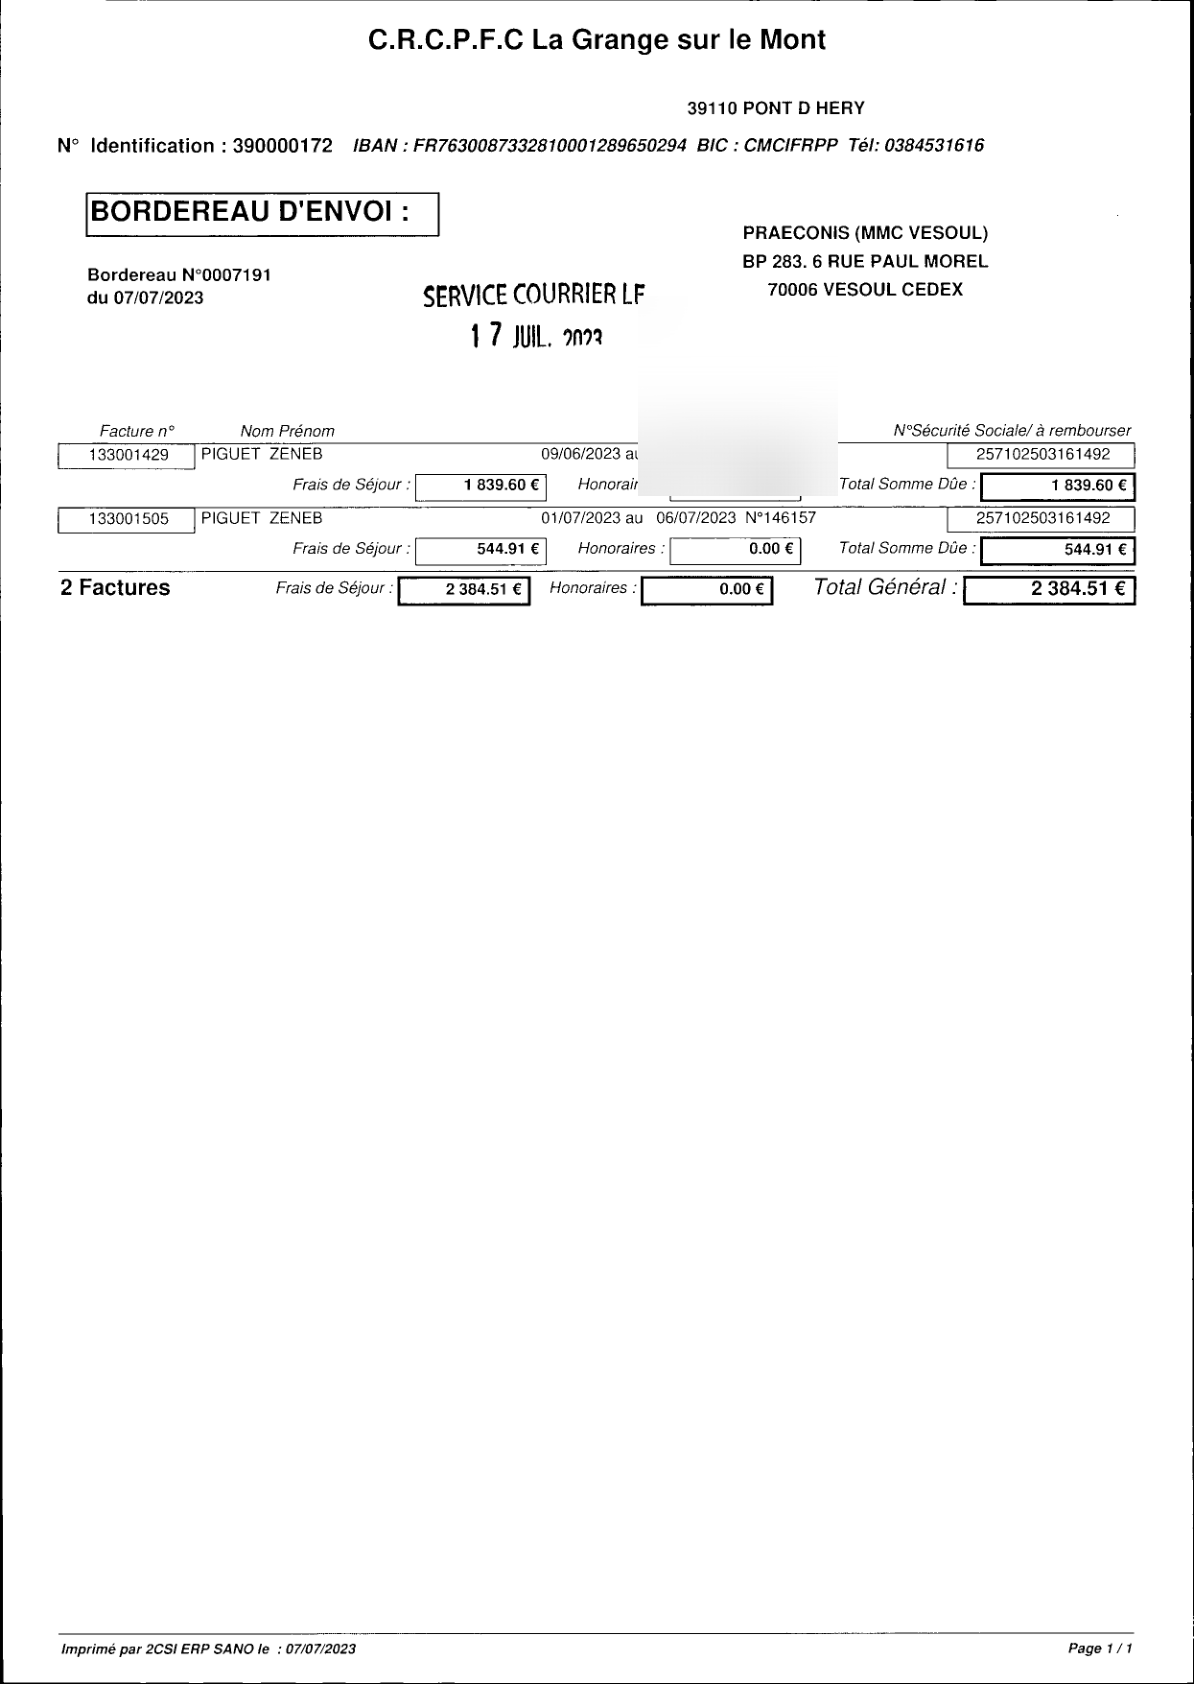 C.R.C.P.F.C La Grange sur le Mont
39110 PONT D HERY
N° Identification : 390000172 IBAN : FR7630087332810001289650294 BIC : CMCIFRPP Tél: 0384531616
BORDEREAU D'ENVOI :
PRAECONIS (MMC VESOUL)
BP 283. 6 RUE PAUL MOREL
70006 VESOUL CEDEX
Bordereau N°0007191
du 07/07/2023
SERVICE COURRIER LF
17 JUIL. 2023
Facture n° Nom Prénom N°Sécurité Sociale/ à rembourser
133001429 PIGUET ZENEB 09/06/2023 au 257102503161492
Frais de Séjour : 1 839.60 € Total Somme Dûe : 1 839.60 €
133001505 PIGUET ZENEB 01/07/2023 au 06/07/2023 N°146157 257102503161492
Frais de Séjour : 544.91 € Honoraires : 0.00 € Total Somme Dûe : 544.91 €
2 Factures Frais de Séjour : 2 384.51 € Honoraires : 0.00 € Total Général : 2 384.51 €
Imprimé par 2CSI ERP SANO le : 07/07/2023 Page 1 / 1